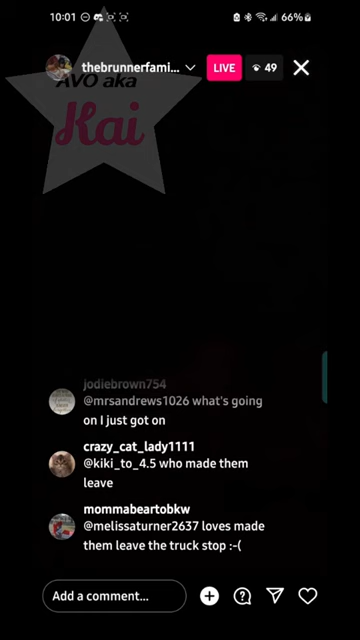 10:01
66%
thebrunnerfami...
LIVE
49
AVO aka
Kai
jodiebrown754
@mrsandrews1026 what's going
on I just got on
crazy_cat_lady1111
@kiki_to_4.5 who made them
leave
mommabeartobkw
@melissaturner2637 loves made
them leave the truck stop :-(
Add a comment...